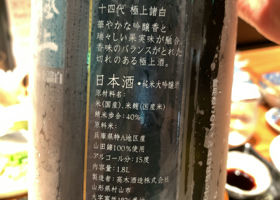 十四代 極上諸白
華やかな吟醸香と
瑞々しい果実味が融合。
香味のバランスがとれた
切れのある極上酒。
日本酒・純米大吟醸酒
原材料名:
米(国産)、米麹(国産米)
精米歩合:40%
原料米:
兵庫県特A地区産
山田錦100%使用
アルコール分:15度
内容量:1.8L
製造者:高木酒造株式会社
山形県村山市